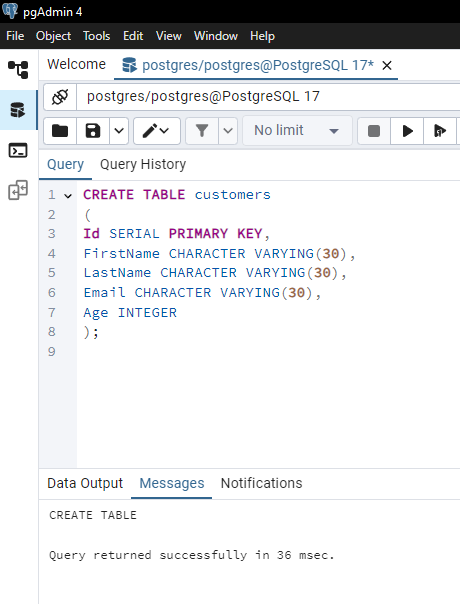 pgAdmin 4
File Object Tools Edit View Window Help
Welcome postgres/postgres@PostgreSQL 17*
postgres/postgres@PostgreSQL 17
No limit
Query Query History
1 CREATE TABLE customers
2 (
3 Id SERIAL PRIMARY KEY,
4 FirstName CHARACTER VARYING(30),
5 LastName CHARACTER VARYING(30),
6 Email CHARACTER VARYING(30),
7 Age INTEGER
8 );
9
Data Output Messages Notifications
CREATE TABLE
Query returned successfully in 36 msec.